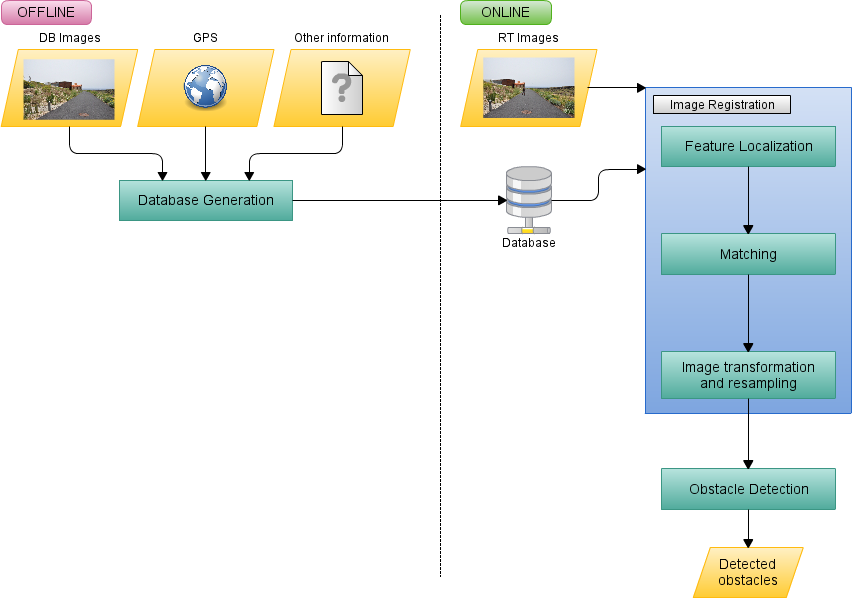 OFFLINE
ONLINE
DB Images
GPS
Other information
RT Images
?
Image Registration
Feature Localization
Database Generation
Database
Matching
Image transformation
and resampling
Obstacle Detection
Detected
obstacles